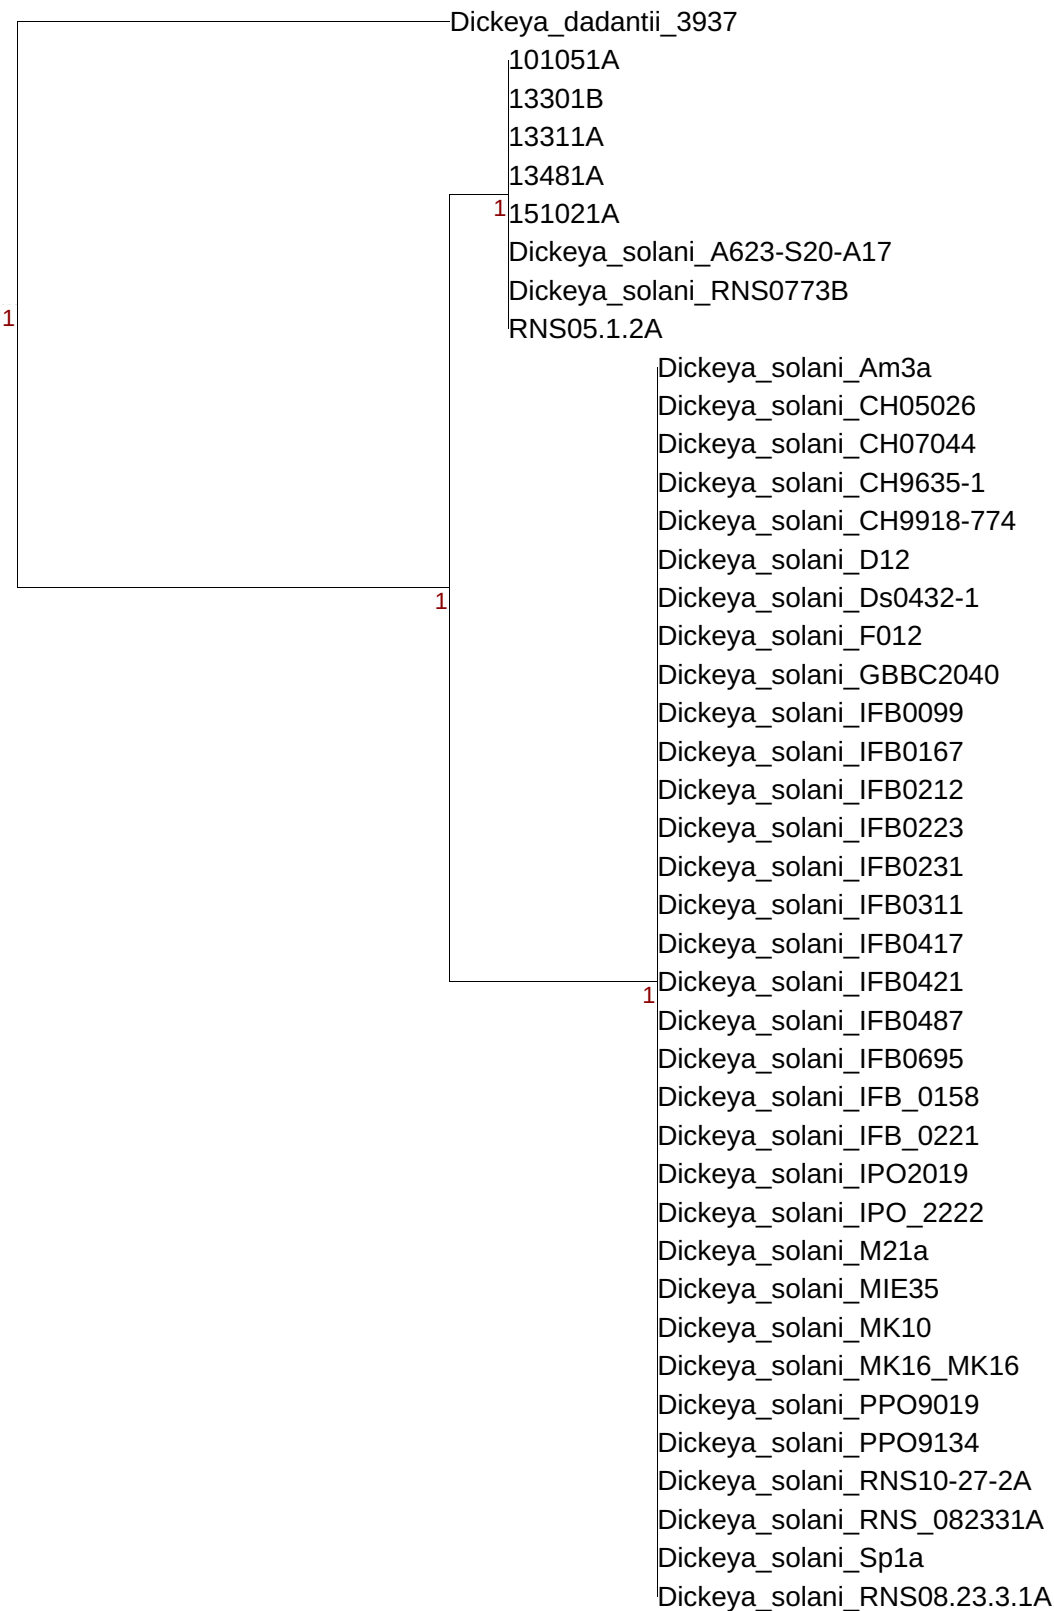 Dickeya_dadantii_3937
101051A
13301B
13311A
13481A
1
151021A
Dickeya_solani_A623-S20-A17
Dickeya_solani_RNS0773B
1
RNS05.1.2A
Dickeya_solani_Am3a
Dickeya_solani_CH05026
Dickeya_solani_CH07044
Dickeya_solani_CH9635-1
Dickeya_solani_CH9918-774
Dickeya_solani_D12
1
Dickeya_solani_Ds0432-1
Dickeya_solani_F012
Dickeya_solani_GBBC2040
Dickeya_solani_IFB0099
Dickeya_solani_IFB0167
Dickeya_solani_IFB0212
Dickeya_solani_IFB0223
Dickeya_solani_IFB0231
Dickeya_solani_IFB0311
Dickeya_solani_IFB0417
Dickeya_solani_IFB0421
1
Dickeya_solani_IFB0487
Dickeya_solani_IFB0695
Dickeya_solani_IFB_0158
Dickeya_solani_IFB_0221
Dickeya_solani_IPO2019
Dickeya_solani_IPO_2222
Dickeya_solani_M21a
Dickeya_solani_MIE35
Dickeya_solani_MK10
Dickeya_solani_MK16_MK16
Dickeya_solani_PPO9019
Dickeya_solani_PPO9134
Dickeya_solani_RNS10-27-2A
Dickeya_solani_RNS_082331A
Dickeya_solani_Sp1a
Dickeya_solani_RNS08.23.3.1A